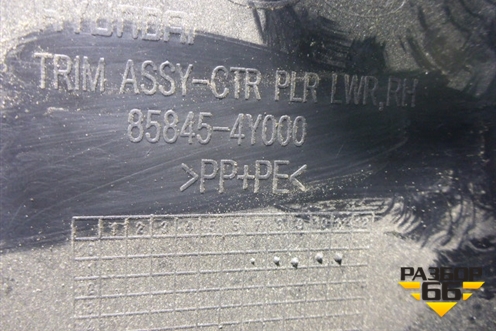 HYUNDAI
TRIM ASSY-CTR PLR LWR,RH
85845-4Y000
>PP+PE<
1 2 3 4 5 6 7 8 9 10 11 12
РАЗБОР
66